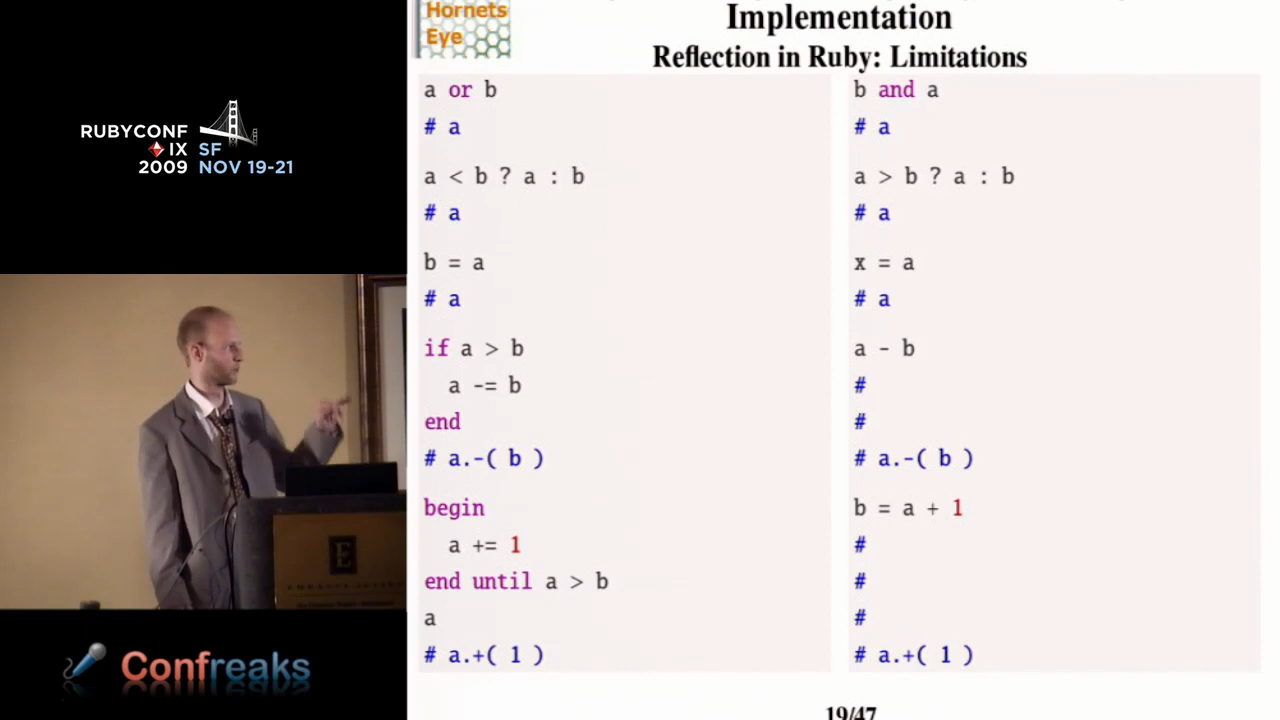 Hornets
Eye
Implementation
Reflection in Ruby: Limitations
RUBYCONF
IX SF
2009 NOV 19-21
a or b
# a
a < b ? a : b
# a
b = a
# a
if a > b
  a -= b
end
# a.-( b )
begin
  a += 1
end until a > b
a
# a.+( 1 )
b and a
# a
a > b ? a : b
# a
x = a
# a
a - b
#
#
# a.-( b )
b = a + 1
#
#
#
# a.+( 1 )
E
Confreaks
19/47